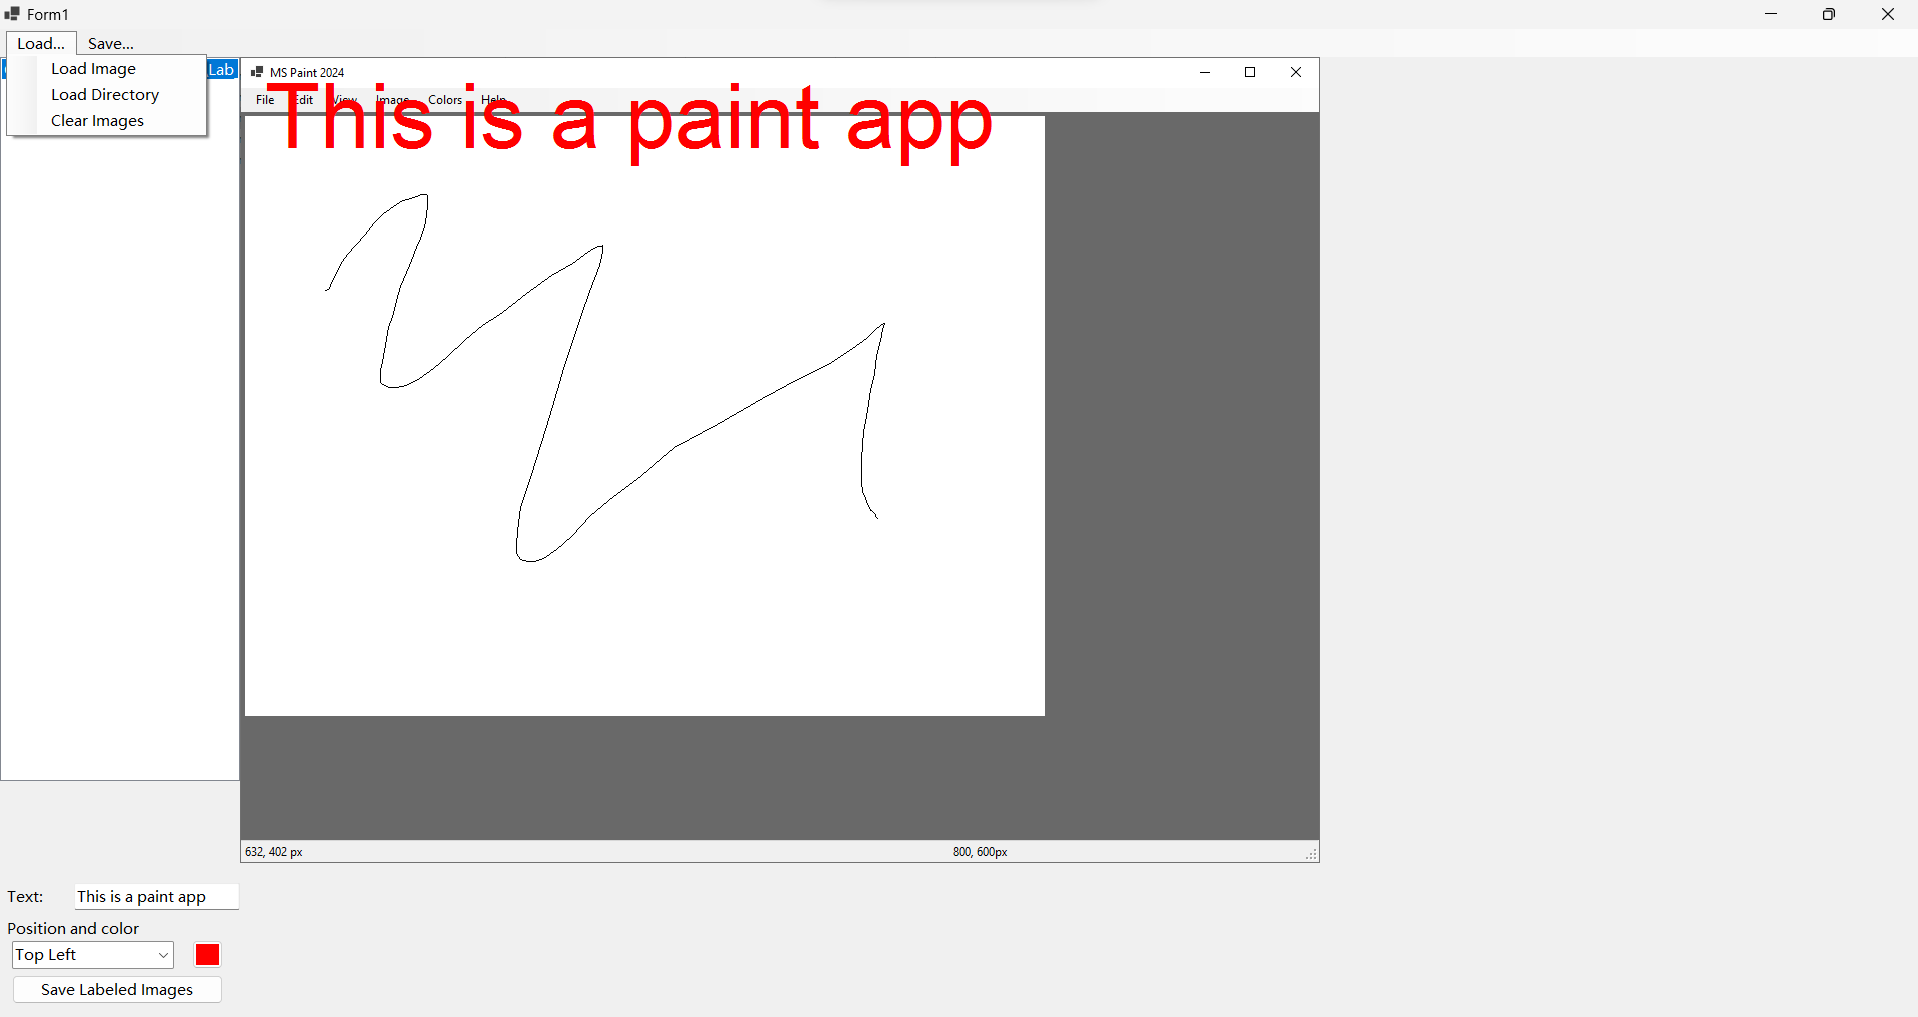 Form1
Load... Save...
Load Image
Load Directory
Clear Images
Lab
MS Paint 2024
File Edit View Image Colors Help
This is a paint app
632, 402 px 800, 600px
Text: This is a paint app
Position and color
Top Left
Save Labeled Images